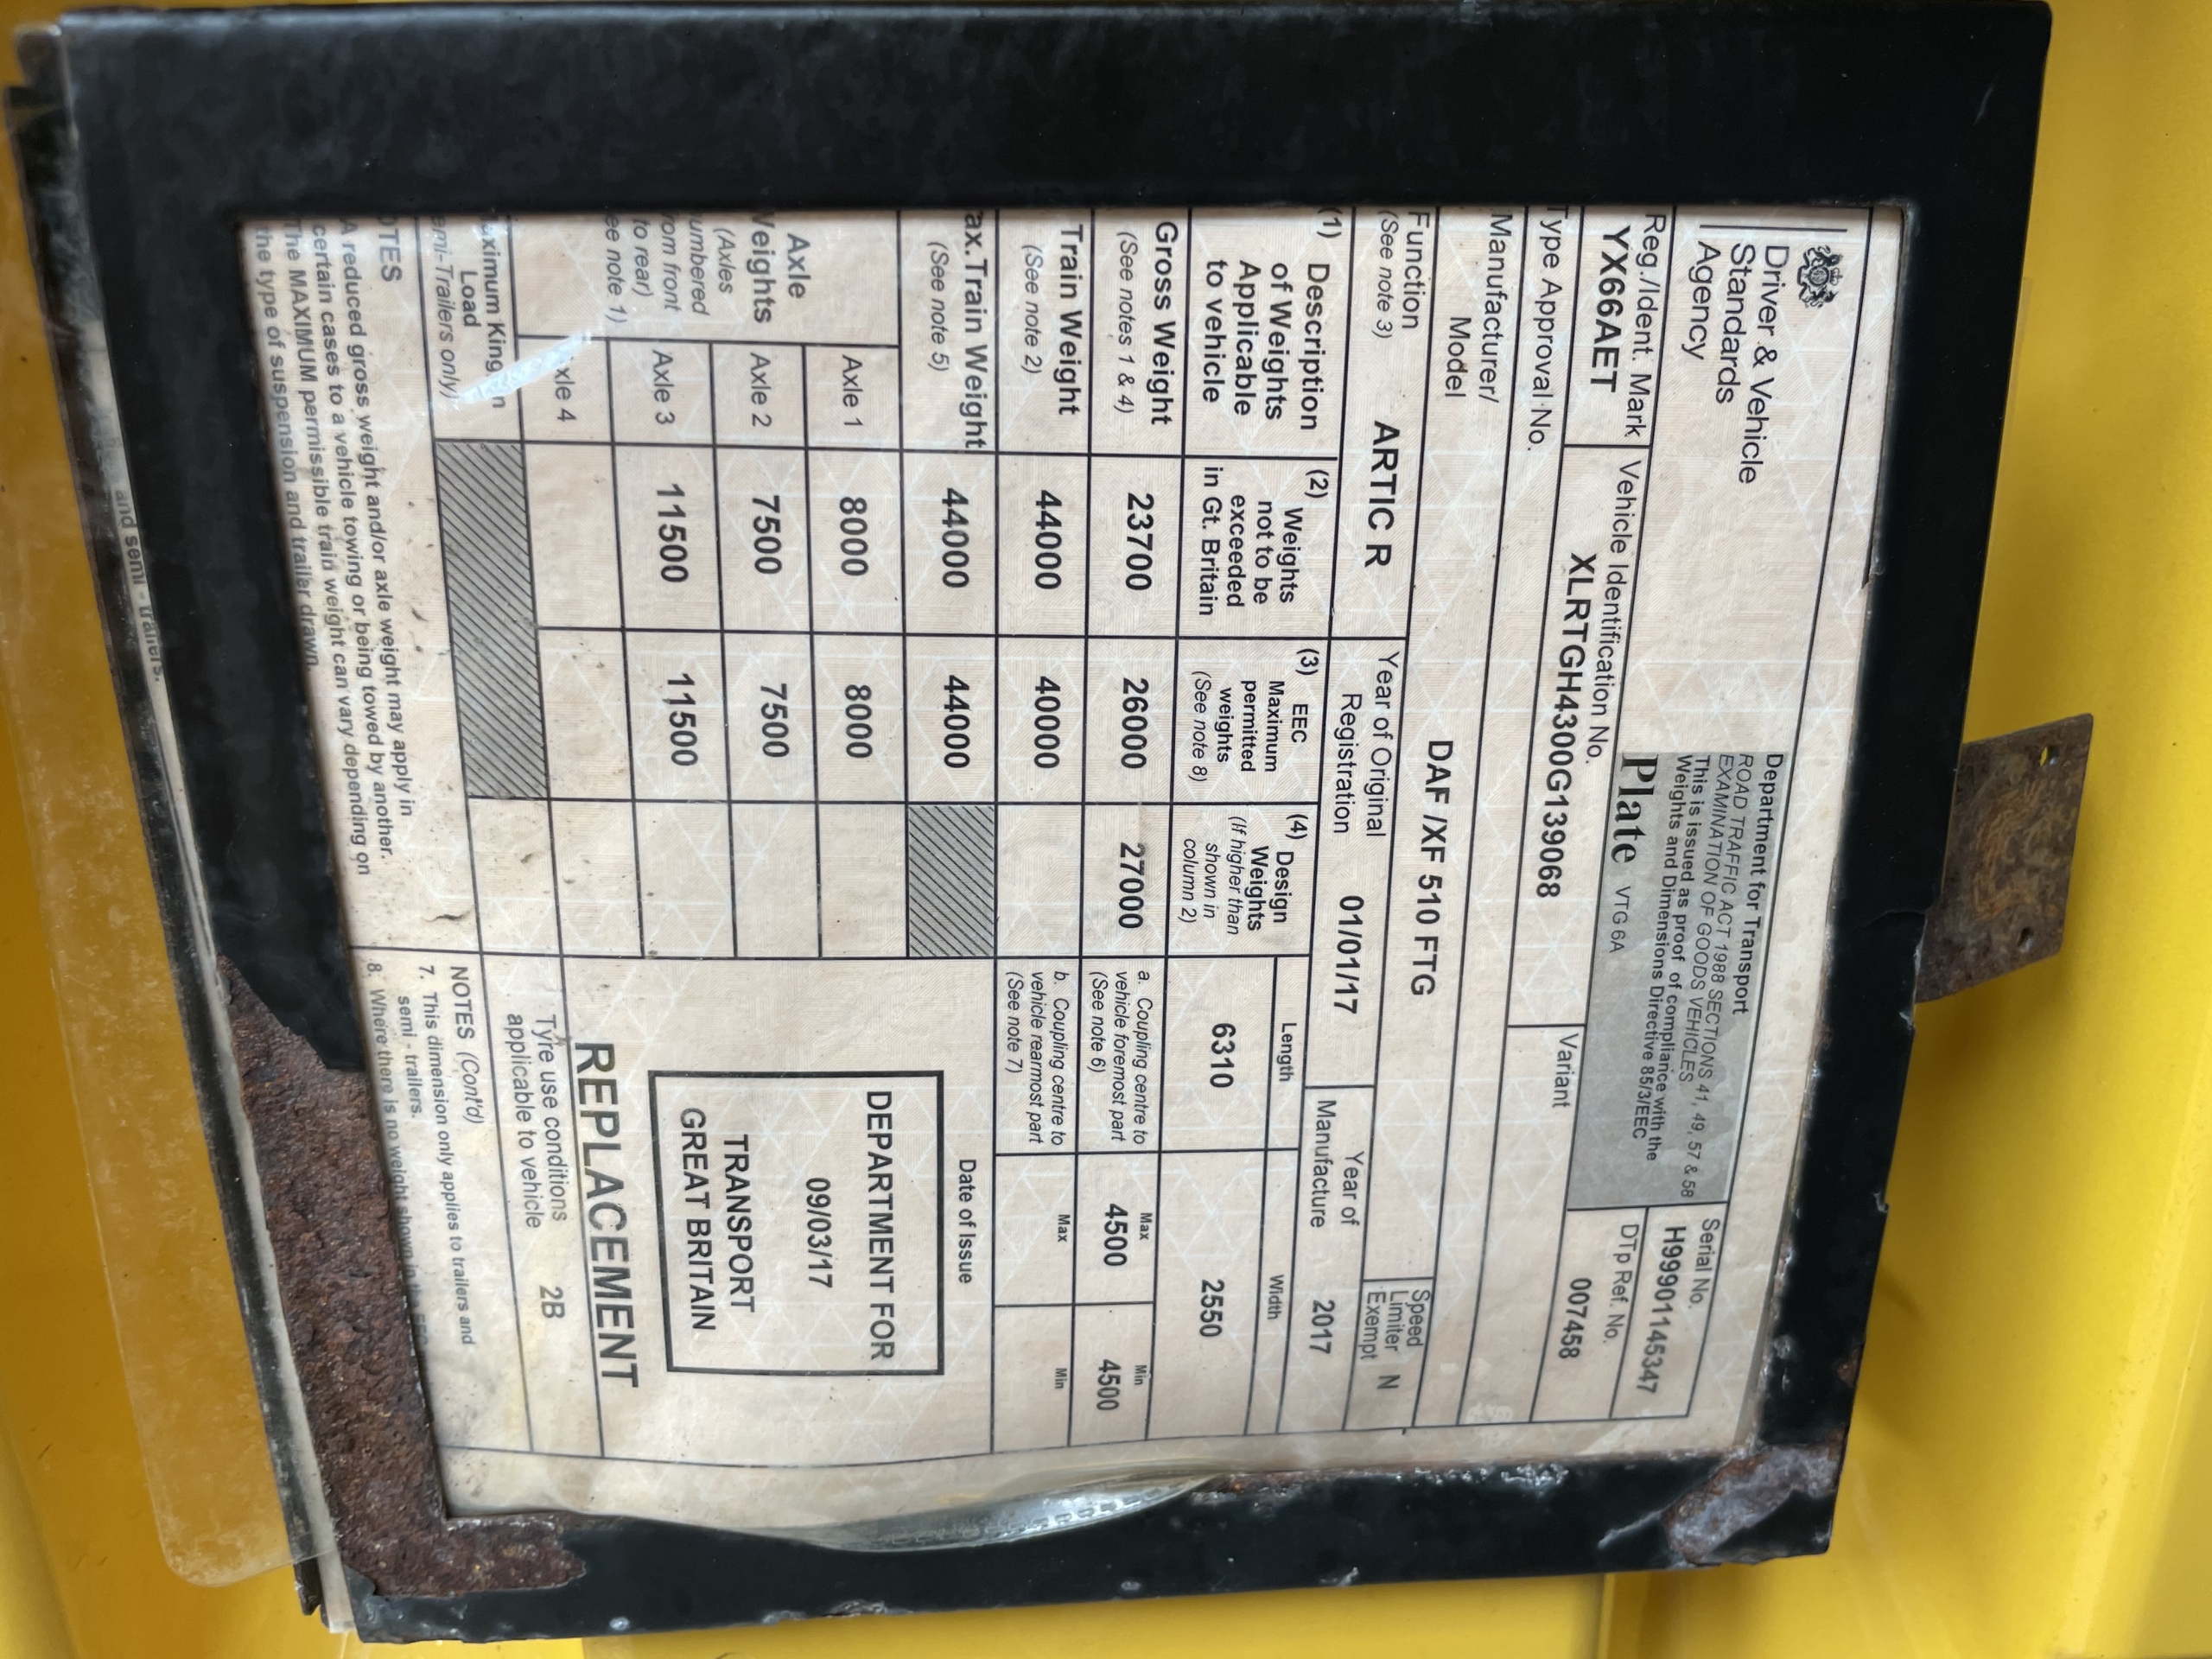 Driver & Vehicle
Standards
Agency
Department for Transport
ROAD TRAFFIC ACT 1988 SECTIONS 41, 49, 57 & 58
EXAMINATION OF GOODS VEHICLES
This is issued as proof of compliance with the
Weights and Dimensions Directive 85/3/EEC
Plate VTG 6A
Serial No.
H999901145347
DTp Ref. No.
007458
Reg./Ident. Mark
YX66AET
Vehicle Identification No.
XLRTGH4300G139068
Type Approval No.
Variant
Manufacturer/
Model
DAF /XF 510 FTG
Speed
Limiter
Exempt
N
Function
(See note 3)
ARTIC R
Year of Original
Registration
01/01/17
Year of
Manufacture
2017
(1) Description
of Weights
Applicable
to vehicle
(2) Weights
not to be
exceeded
in Gt. Britain
(3) EEC
Maximum
permitted
weights
(See note 8)
(4) Design
Weights
(If higher than
shown in
column 2)
Length
6310
Width
2550
Gross Weight
(See notes 1 & 4)
23700
26000
27000
a. Coupling centre to
vehicle foremost part
(See note 6)
Max
4500
Min
4500
Train Weight
(See note 2)
44000
40000
b. Coupling centre to
vehicle rearmost part
(See note 7)
Max
Min
ax.Train Weight
(See note 5)
44000
44000
Axle
Weights
(Axles
umbered
rom front
to rear)
ee note 1)
Axle 1 8000 8000
Axle 2 7500 7500
Axle 3 11500 11500
xle 4
Date of Issue
DEPARTMENT FOR
09/03/17
TRANSPORT
GREAT BRITAIN
REPLACEMENT
Load
emi-Trailers only)
Tyre use conditions
applicable to vehicle
2B
OTES
A reduced gross weight and/or axle weight may apply in
certain cases to a vehicle towing or being towed by another.
The MAXIMUM permissible train weight can vary depending on
the type of suspension and trailer drawn.
NOTES (Cont'd)
7. This dimension only applies to trailers and
semi - trailers.
8. Where there is no weight shown in the
and semi - trailers.